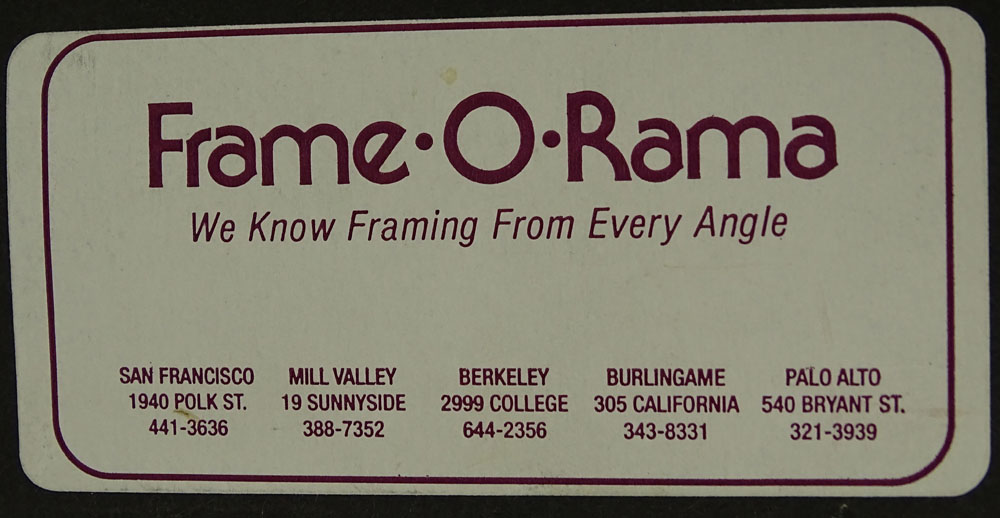 Frame•O•Rama
We Know Framing From Every Angle
SAN FRANCISCO
1940 POLK ST.
441-3636
MILL VALLEY
19 SUNNYSIDE
388-7352
BERKELEY
2999 COLLEGE
644-2356
BURLINGAME
305 CALIFORNIA
343-8331
PALO ALTO
540 BRYANT ST.
321-3939